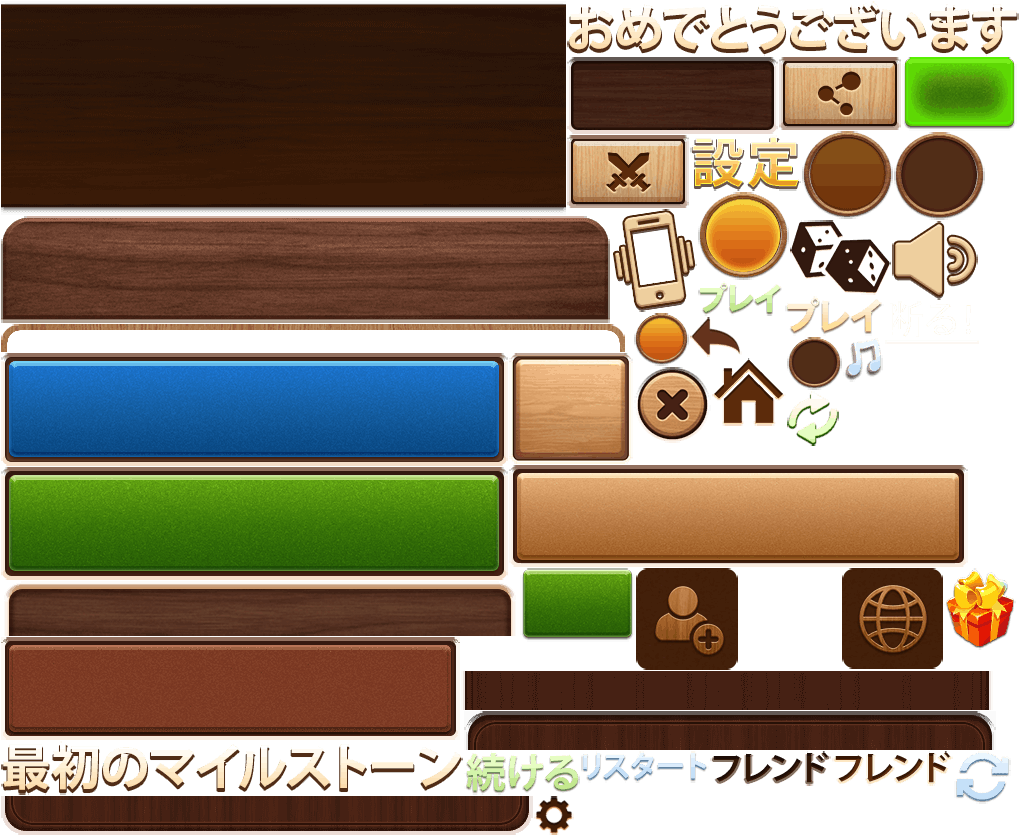 おめでとうございます
設定
プレイ
プレイ
断る
最初のマイルストーン
続ける
リスタート
フレンド
フレンド